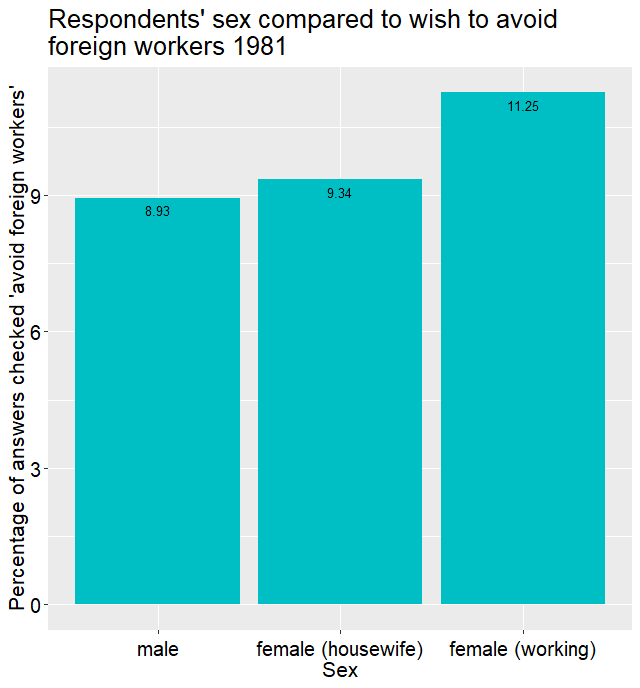 Respondents' sex compared to wish to avoid
foreign workers 1981
Percentage of answers checked 'avoid foreign workers'
9
6
3
0
8.93
9.34
11.25
male
female (housewife)
female (working)
Sex